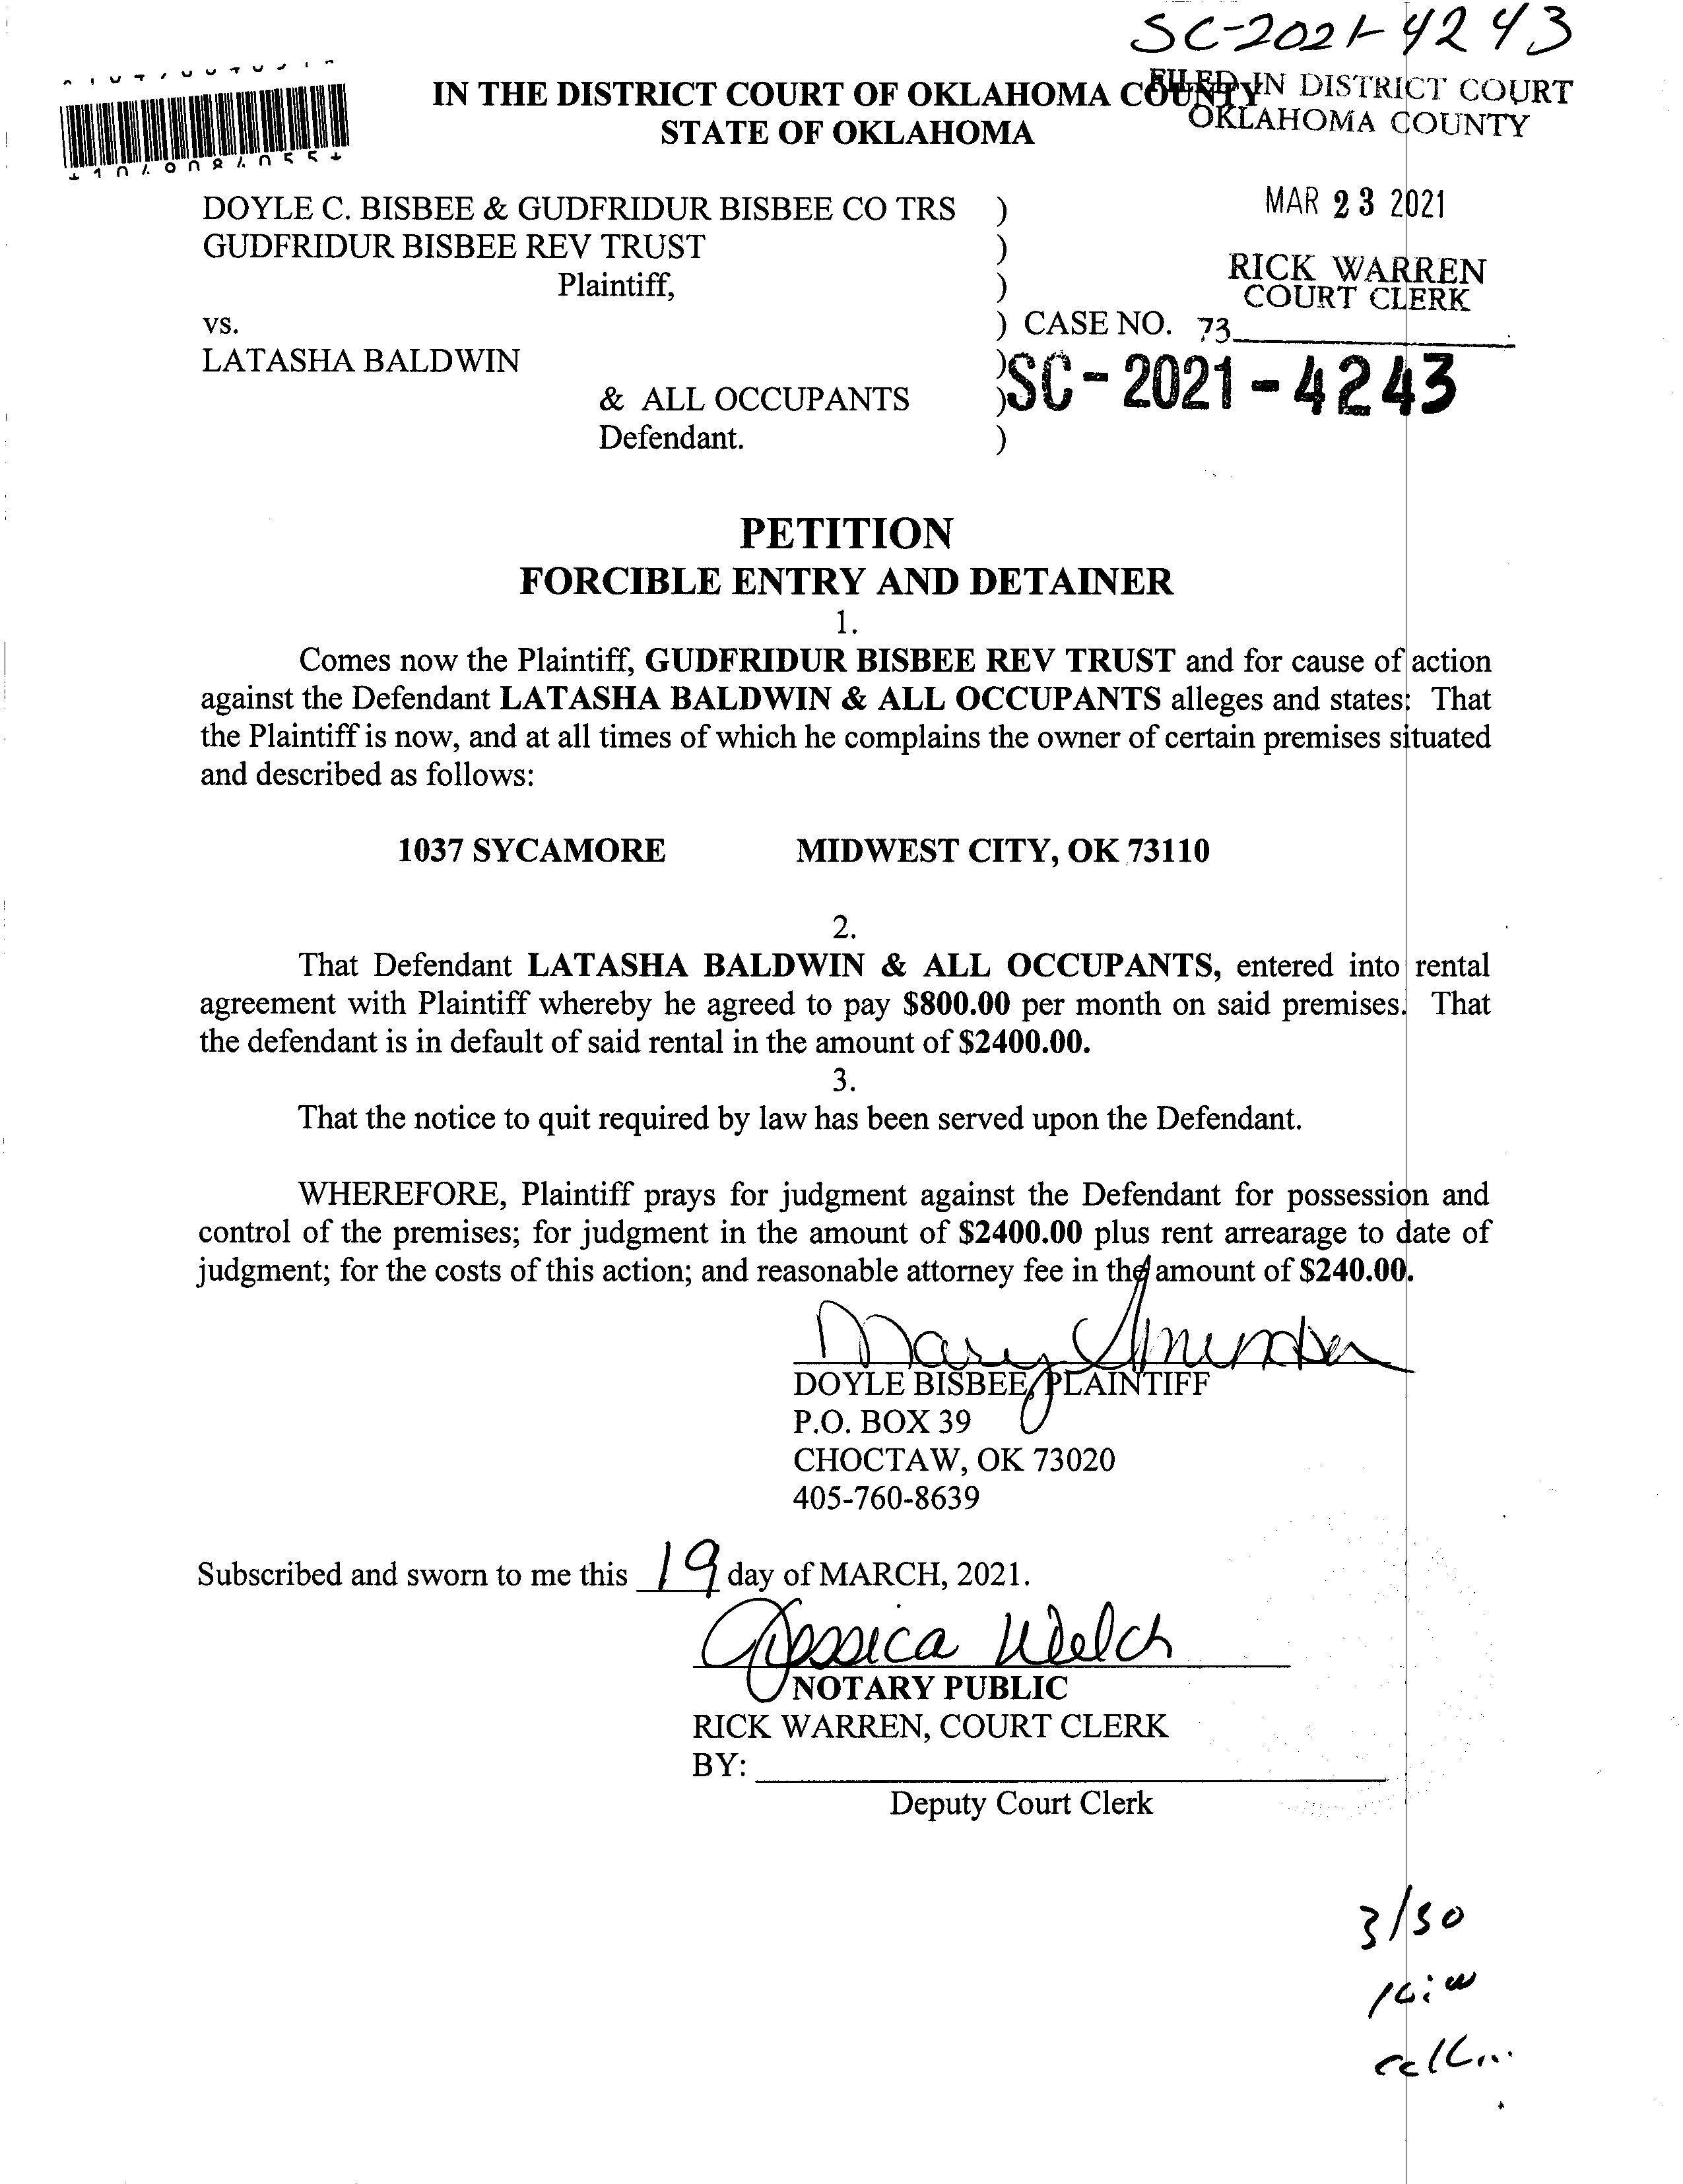 SC-2021-4243
IN THE DISTRICT COURT OF OKLAHOMA COUNTY
STATE OF OKLAHOMA
FILED IN DISTRICT COURT
OKLAHOMA COUNTY
MAR 23 2021
RICK WARREN
COURT CLERK
73
DOYLE C. BISBEE & GUDFRIDUR BISBEE CO TRS )
GUDFRIDUR BISBEE REV TRUST )
Plaintiff, )
vs. ) CASE NO.
LATASHA BALDWIN ) SC-2021-4243
& ALL OCCUPANTS )
Defendant. )
PETITION
FORCIBLE ENTRY AND DETAINER
1.
Comes now the Plaintiff, GUDFRIDUR BISBEE REV TRUST and for cause of action
against the Defendant LATASHA BALDWIN & ALL OCCUPANTS alleges and states: That
the Plaintiff is now, and at all times of which he complains the owner of certain premises situated
and described as follows:
1037 SYCAMORE MIDWEST CITY, OK 73110
2.
That Defendant LATASHA BALDWIN & ALL OCCUPANTS, entered into rental
agreement with Plaintiff whereby he agreed to pay $800.00 per month on said premises. That
the defendant is in default of said rental in the amount of $2400.00.
3.
That the notice to quit required by law has been served upon the Defendant.
WHEREFORE, Plaintiff prays for judgment against the Defendant for possession and
control of the premises; for judgment in the amount of $2400.00 plus rent arrearage to date of
judgment; for the costs of this action; and reasonable attorney fee in the amount of $240.00.
Mary
DOYLE BISBEE, PLAINTIFF
P.O. BOX 39
CHOCTAW, OK 73020
405-760-8639
Subscribed and sworn to me this 19 day of MARCH, 2021.
Jessica Welch
NOTARY PUBLIC
RICK WARREN, COURT CLERK
BY:
Deputy Court Clerk
3/30